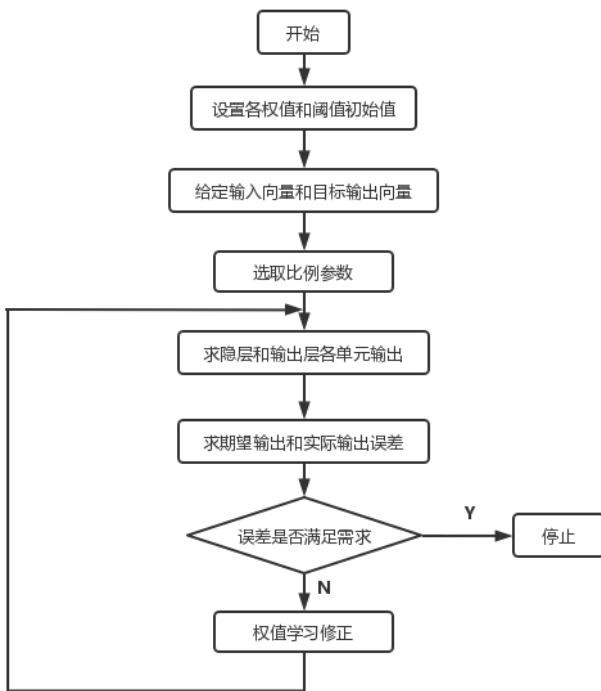 开始
设置各权值和阈值初始值
给定输入向量和目标输出向量
选取比例参数
求隐层和输出层各单元输出
求期望输出和实际输出误差
误差是否满足需求
Y
停止
N
权值学习修正